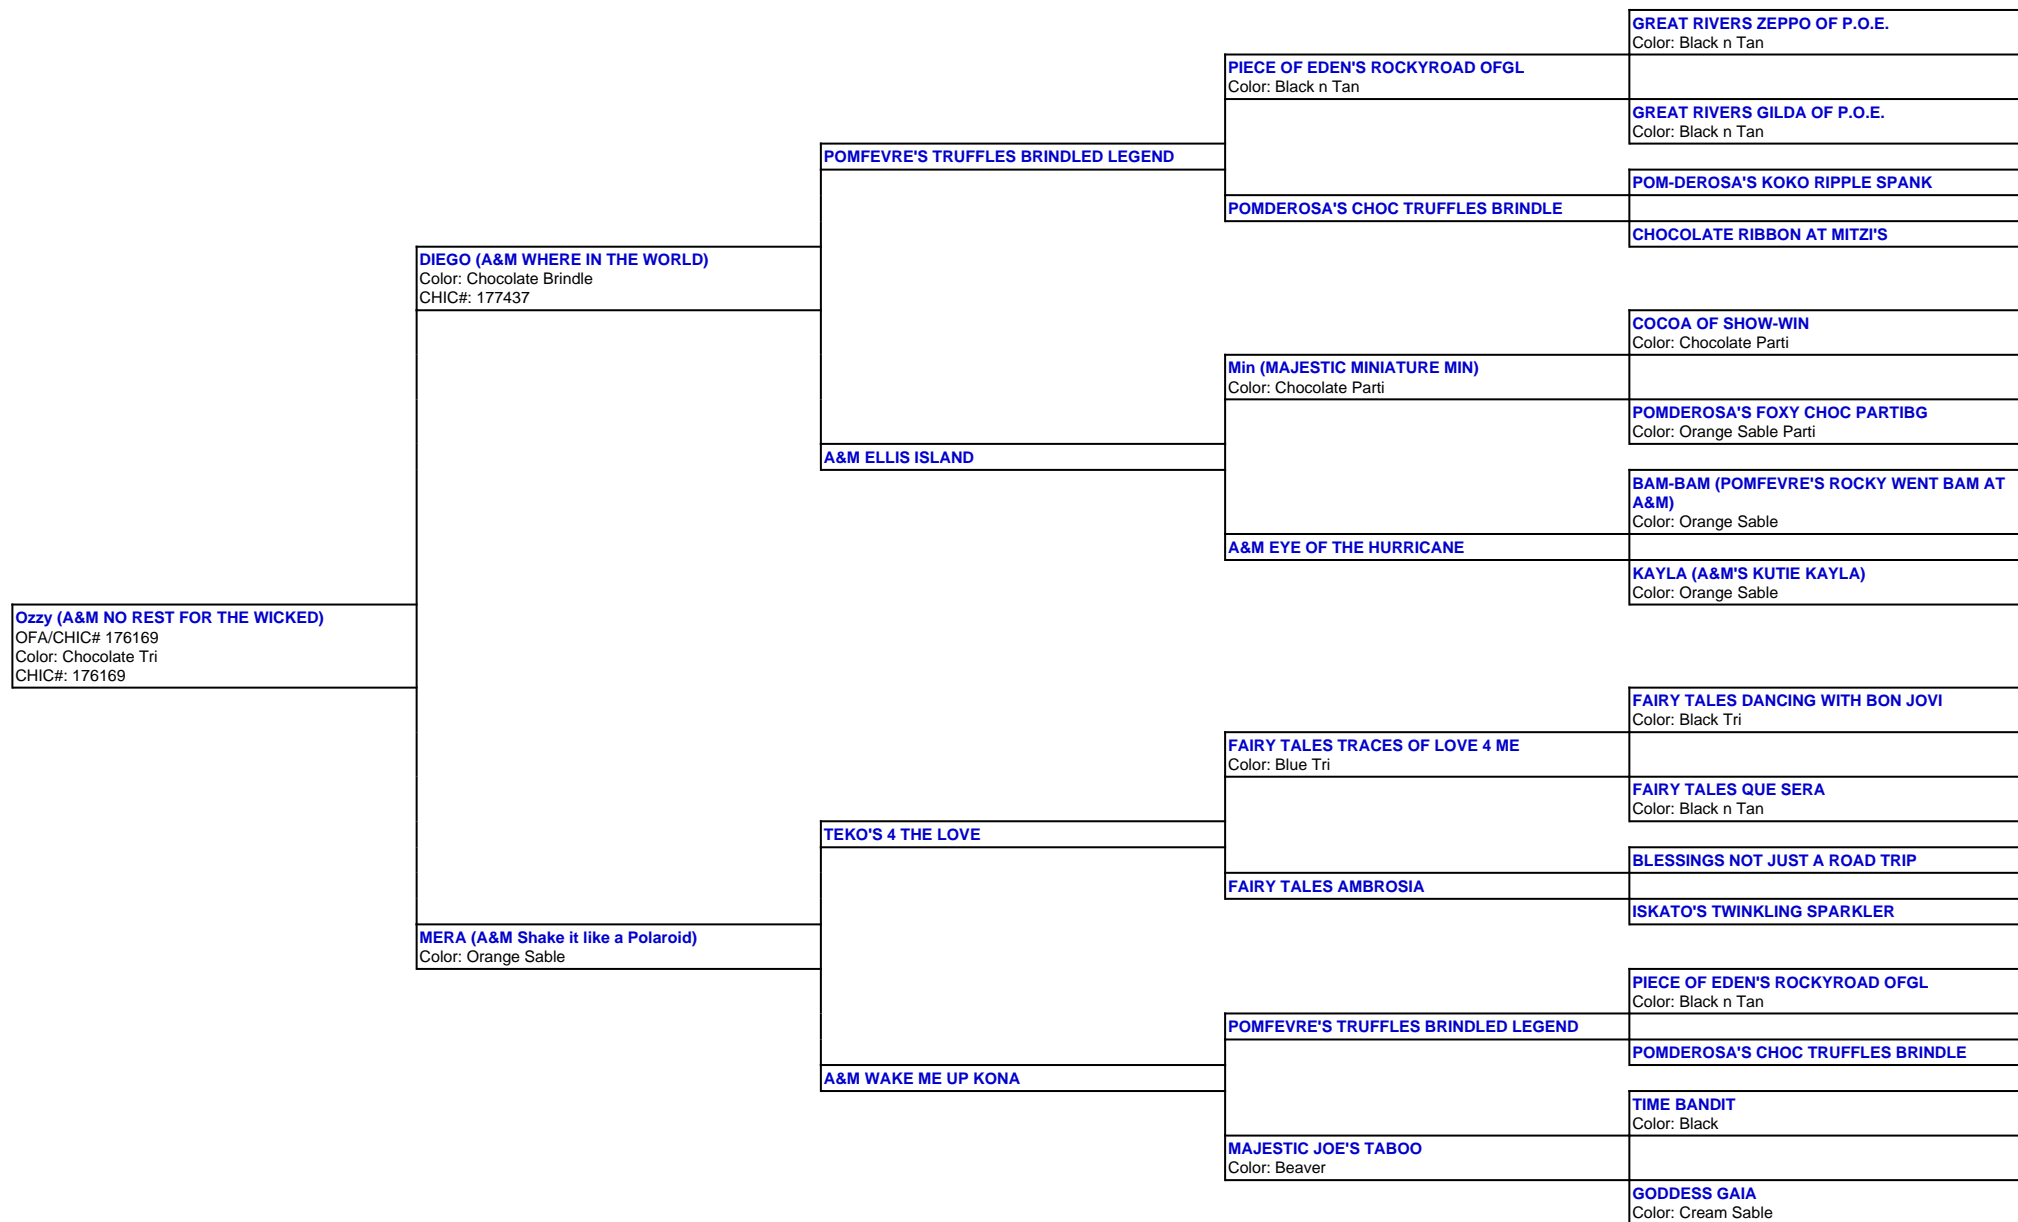 GREAT RIVERS ZEPPO OF P.O.E.
Color: Black n Tan
PIECE OF EDEN'S ROCKYROAD OFGL
Color: Black n Tan
GREAT RIVERS GILDA OF P.O.E.
Color: Black n Tan
POMFEVRE'S TRUFFLES BRINDLED LEGEND
POM-DEROSA'S KOKO RIPPLE SPANK
POMDEROSA'S CHOC TRUFFLES BRINDLE
CHOCOLATE RIBBON AT MITZI'S
DIEGO (A&M WHERE IN THE WORLD)
Color: Chocolate Brindle
CHIC#: 177437
COCOA OF SHOW-WIN
Color: Chocolate Parti
Min (MAJESTIC MINIATURE MIN)
Color: Chocolate Parti
POMDEROSA'S FOXY CHOC PARTIBG
Color: Orange Sable Parti
A&M ELLIS ISLAND
BAM-BAM (POMFEVRE'S ROCKY WENT BAM AT
A&M)
Color: Orange Sable
A&M EYE OF THE HURRICANE
KAYLA (A&M'S KUTIE KAYLA)
Color: Orange Sable
Ozzy (A&M NO REST FOR THE WICKED)
OFA/CHIC# 176169
Color: Chocolate Tri
CHIC#: 176169
FAIRY TALES DANCING WITH BON JOVI
Color: Black Tri
FAIRY TALES TRACES OF LOVE 4 ME
Color: Blue Tri
FAIRY TALES QUE SERA
Color: Black n Tan
TEKO'S 4 THE LOVE
BLESSINGS NOT JUST A ROAD TRIP
FAIRY TALES AMBROSIA
ISKATO'S TWINKLING SPARKLER
MERA (A&M Shake it like a Polaroid)
Color: Orange Sable
PIECE OF EDEN'S ROCKYROAD OFGL
Color: Black n Tan
POMFEVRE'S TRUFFLES BRINDLED LEGEND
POMDEROSA'S CHOC TRUFFLES BRINDLE
A&M WAKE ME UP KONA
TIME BANDIT
Color: Black
MAJESTIC JOE'S TABOO
Color: Beaver
GODDESS GAIA
Color: Cream Sable